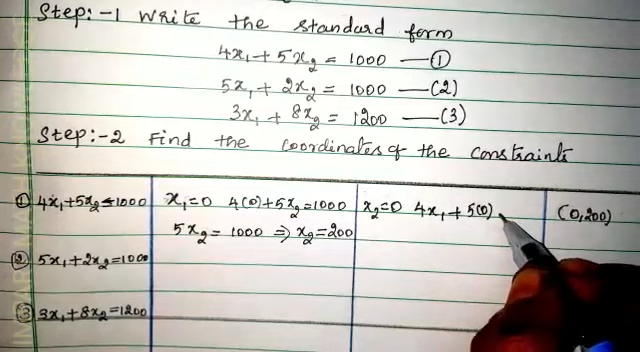 Step:-1 Write the standard form
4x₁ + 5x₂ = 1000 —①
5x₁ + 2x₂ = 1000 —(2)
3x₁ + 8x₂ = 1200 —(3)
Step:-2 Find the coordinates of the constraints
① 4x₁+5x₂=1000 x₁=0 4(0)+5x₂=1000 x₂=0 4x₁+5(0) (0,200)
5x₂ = 1000 ⇒ x₂=200
② 5x₁+2x₂=1000
③ 3x₁+8x₂=1200